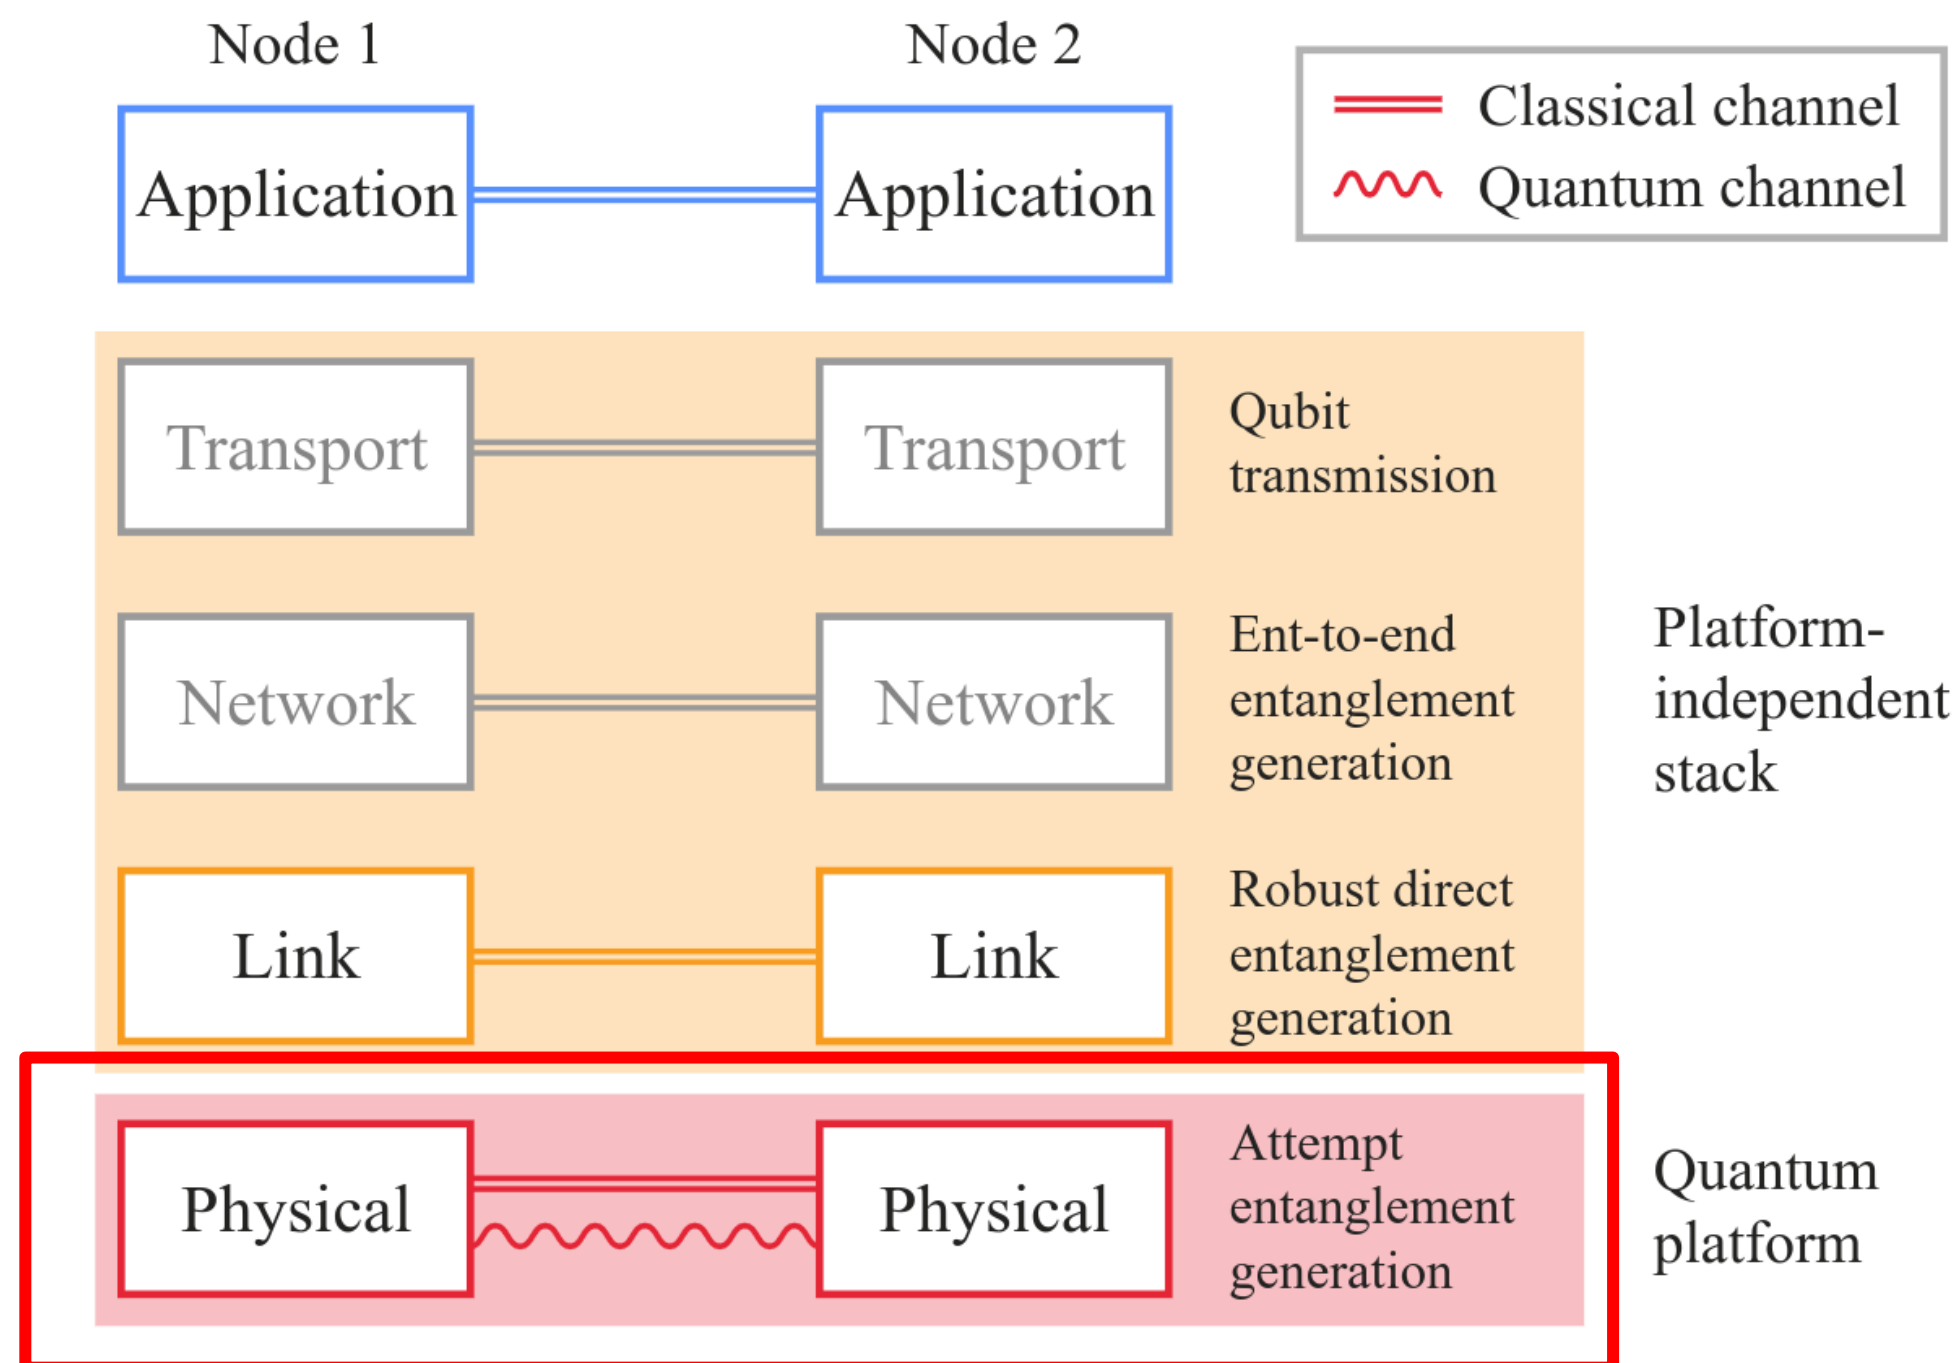 Node 1
Node 2
Classical channel
Quantum channel
Application
Application
Transport
Transport
Qubit
transmission
Network
Network
Ent-to-end
entanglement
generation
Platform-
independent
stack
Link
Link
Robust direct
entanglement
generation
Physical
Physical
Attempt
entanglement
generation
Quantum
platform